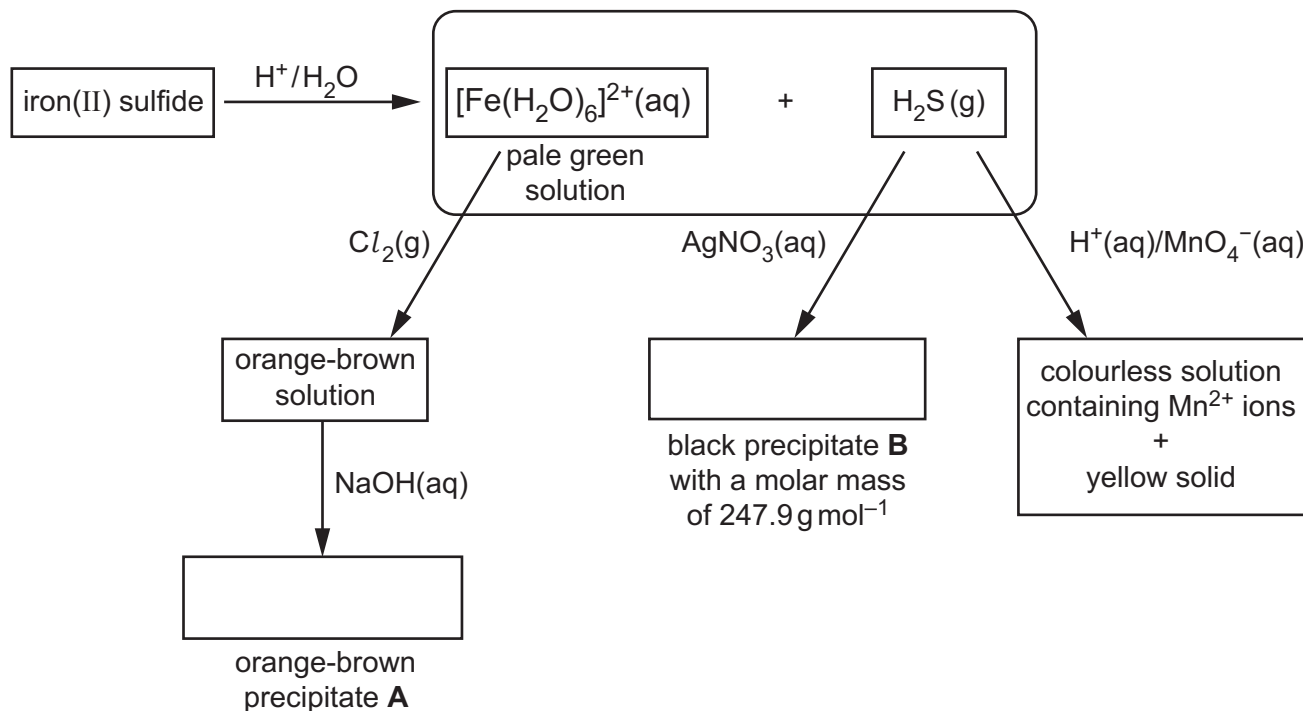 iron(II) sulfide
H⁺/H₂O
[Fe(H₂O)₆]²⁺(aq)
+
H₂S(g)
pale green
solution
Cl₂(g)
AgNO₃(aq)
H⁺(aq)/MnO₄⁻(aq)
orange-brown
solution
colourless solution
containing Mn²⁺ ions
+
yellow solid
black precipitate B
with a molar mass
of 247.9 g mol⁻¹
NaOH(aq)
orange-brown
precipitate A